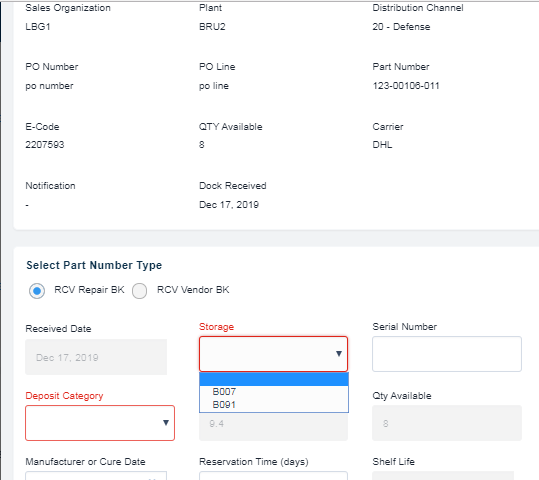 Sales Organization Plant Distribution Channel
LBG1 BRU2 20 - Defense
PO Number PO Line Part Number
po number po line 123-00106-011
E-Code QTY Available Carrier
2207593 8 DHL
Notification Dock Received
- Dec 17, 2019
Select Part Number Type
RCV Repair BK RCV Vendor BK
Received Date Storage Serial Number
Dec 17, 2019
B007
Deposit Category Qty Available
B091
9.4 8
Manufacturer or Cure Date Reservation Time (days) Shelf Life